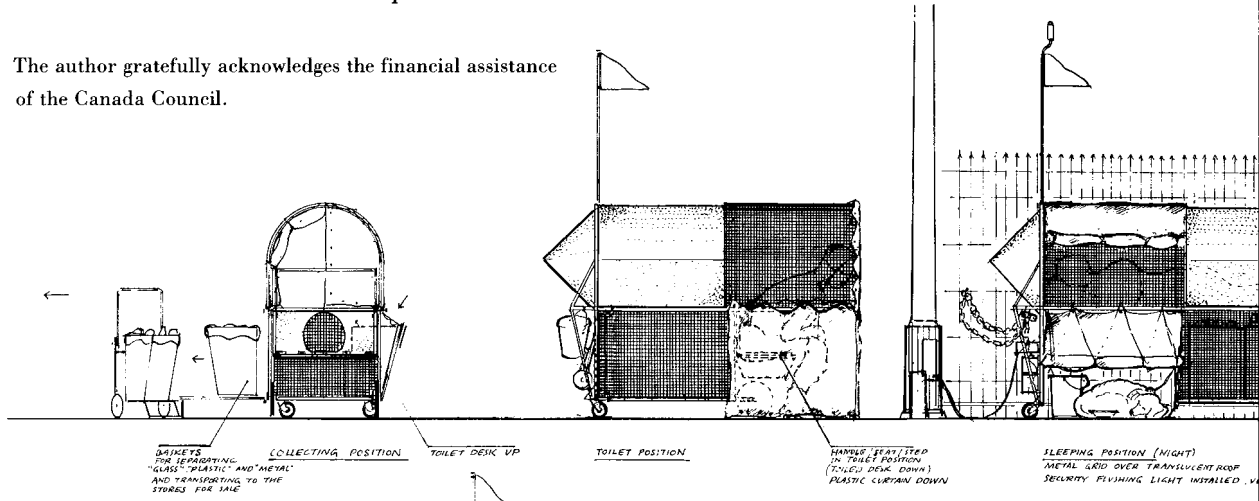 The author gratefully acknowledges the financial assistance
of the Canada Council.
BASKETS
FOR SEPARATING
"GLASS" "PLASTIC" AND "METAL"
AND TRANSPORTING TO THE
STORES FOR SALE
COLLECTING POSITION
TOILET DESK UP
TOILET POSITION
HANDLE
IN TOILET POSITION
(TOILET DESK DOWN)
PLASTIC CURTAIN DOWN
SLEEPING POSITION (NIGHT)
METAL GRID OVER TRANSLUCENT ROOF
SECURITY FLASHING LIGHT INSTALLED